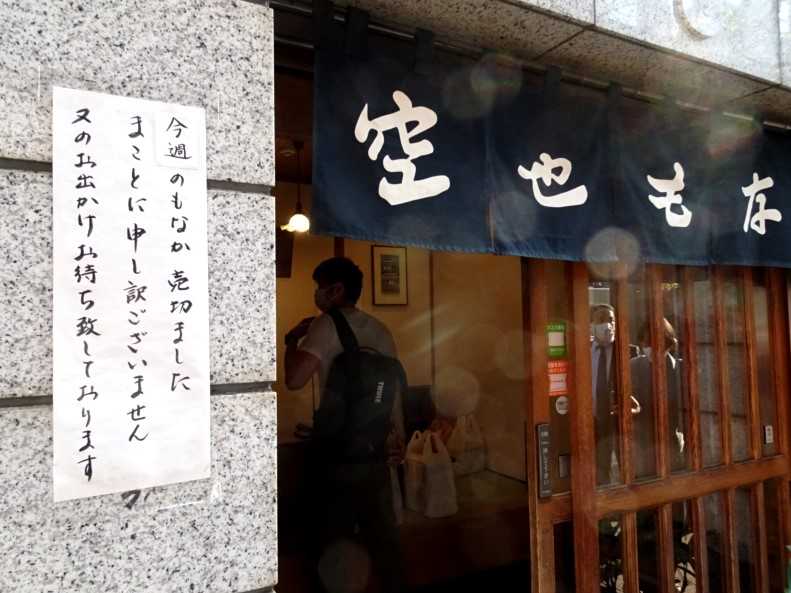 今週のもなか売切ました
まことに申し訳ございません
又のお出かけお待ち致しております
空也もな
THULE